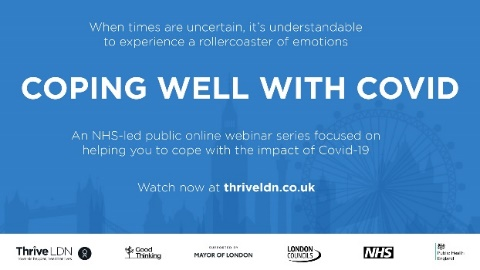 When times are uncertain, it's understandable
to experience a rollercoaster of emotions
COPING WELL WITH COVID
An NHS-led public online webinar series focused on
helping you to cope with the impact of Covid-19
Watch now at thriveldn.co.uk
Thrive LDN
Good
Thinking
SUPPORTED BY
MAYOR OF LONDON
LONDON
COUNCILS
NHS
Public Health
England